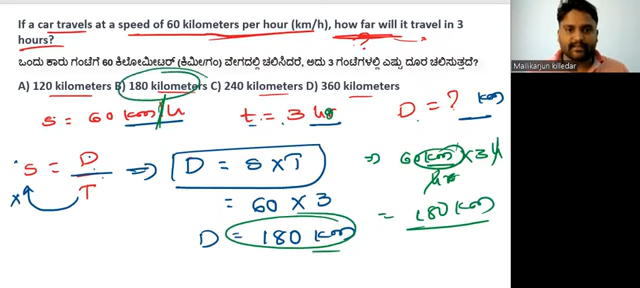 If a car travels at a speed of 60 kilometers per hour (km/h), how far will it travel in 3
hours?
?
ಒಂದು ಕಾರು ಗಂಟೆಗೆ 60 ಕಿಲೋಮೀಟರ್ (ಕಿಮೀ/ಗಂ) ವೇಗದಲ್ಲಿ ಚಲಿಸಿದರೆ, ಅದು 3 ಗಂಟೆಗಳಲ್ಲಿ ಎಷ್ಟು ದೂರ ಚಲಿಸುತ್ತದೆ?
A) 120 kilometers B) 180 kilometers C) 240 kilometers D) 360 kilometers
S = 60 km/h t = 3 hr D = ? km
S = D/T ⇒ D = S X T ⇒ 60 km/hr x 3 h
= 60 X 3 = 180 km
D = 180 km
Mallikarjun killedar